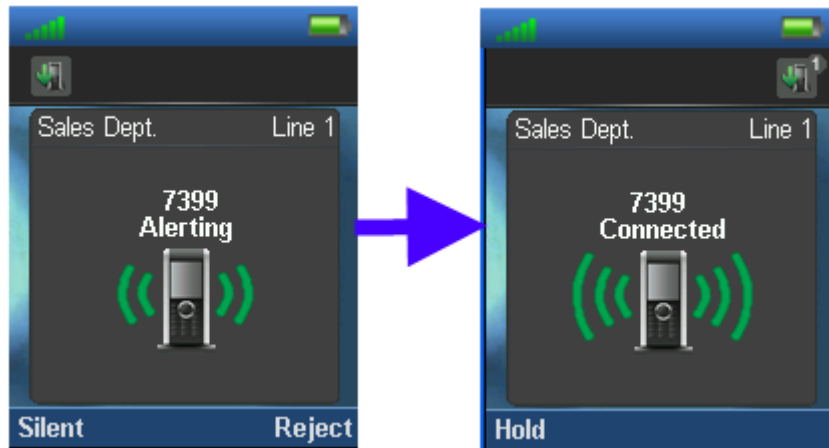 Sales Dept. Line 1
7399
Alerting
Silent Reject
1
Sales Dept. Line 1
7399
Connected
Hold